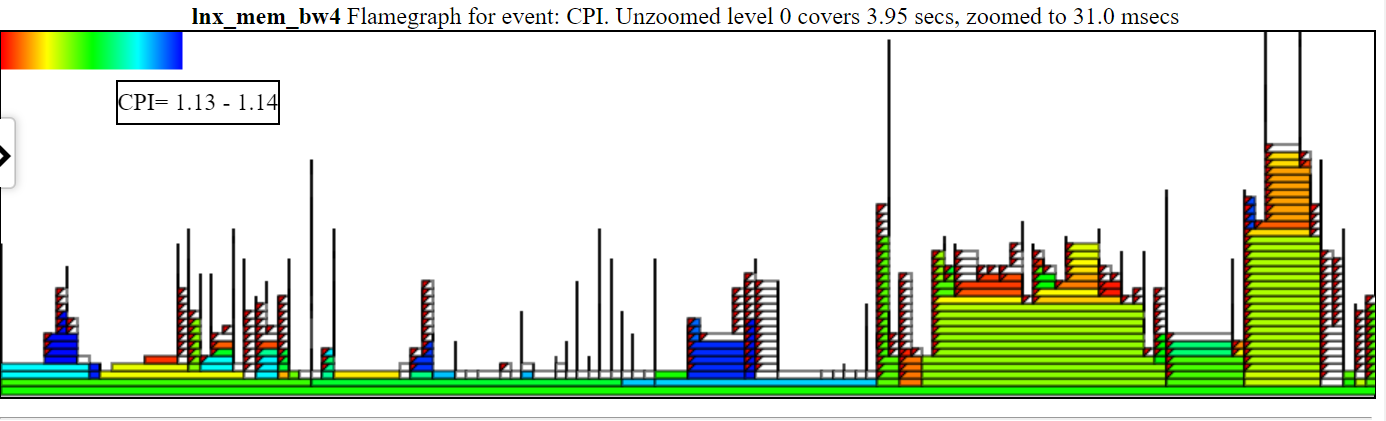 lnx_mem_bw4 Flamegraph for event: CPI. Unzoomed level 0 covers 3.95 secs, zoomed to 31.0 msecs
CPI= 1.13 - 1.14